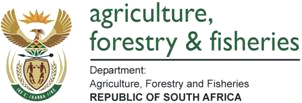 agriculture,
forestry & fisheries
Department:
Agriculture, Forestry and Fisheries
REPUBLIC OF SOUTH AFRICA